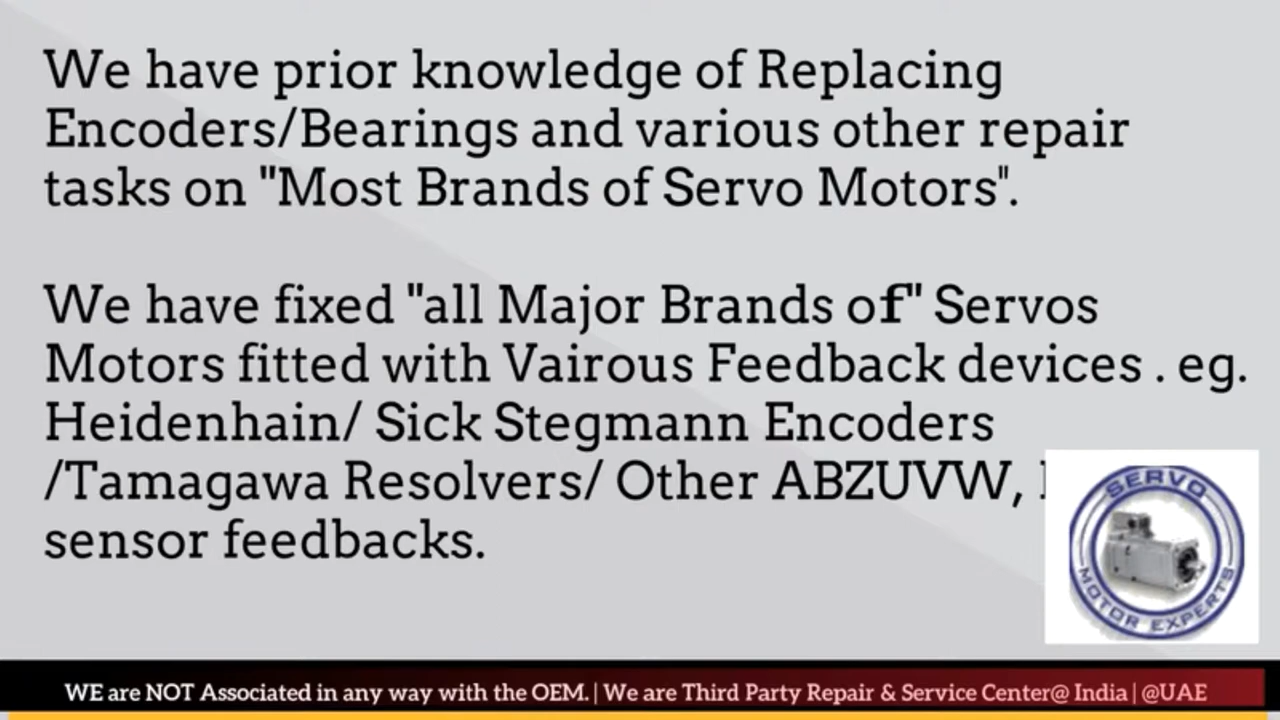 We have prior knowledge of Replacing
Encoders/Bearings and various other repair
tasks on "Most Brands of Servo Motors".
We have fixed "all Major Brands of" Servos
Motors fitted with Vairous Feedback devices . eg.
Heidenhain/ Sick Stegmann Encoders
/Tamagawa Resolvers/ Other ABZUVW,
sensor feedbacks.
SERVO
MOTOR EXPERTS
WE are NOT Associated in any way with the OEM. | We are Third Party Repair & Service Center@ India | @UAE